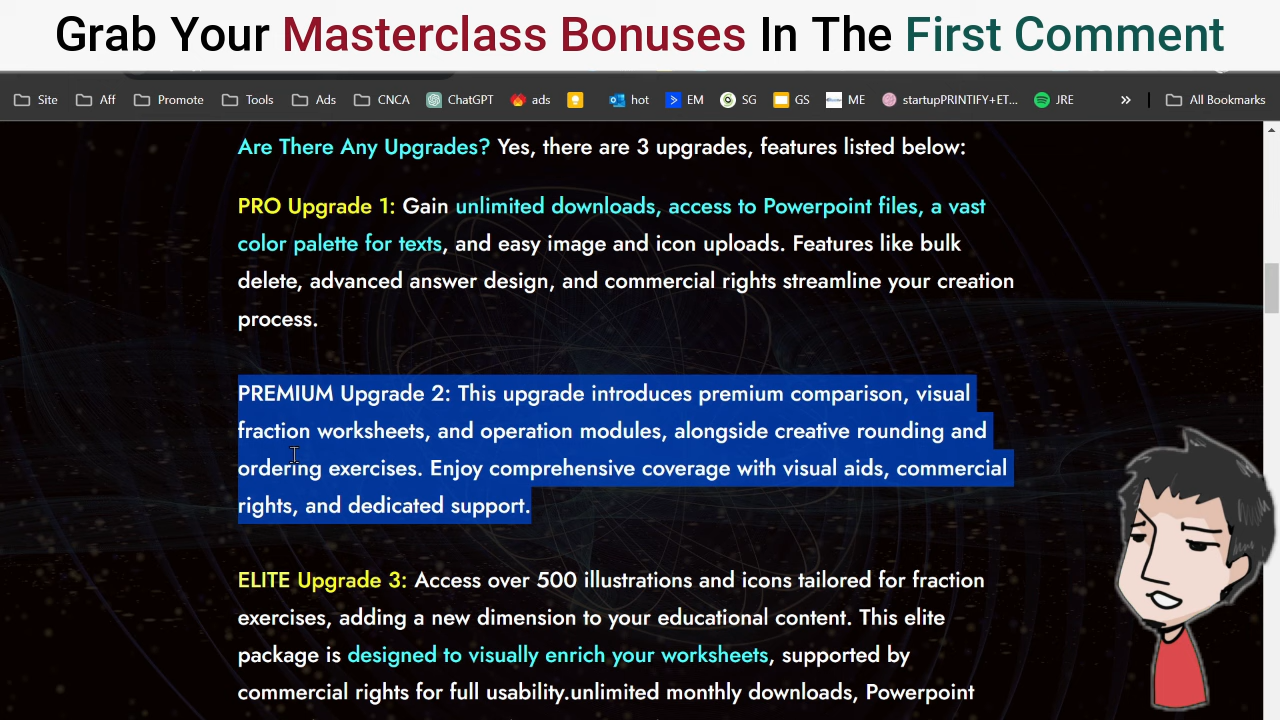 Grab Your Masterclass Bonuses In The First Comment
Site Aff Promote Tools Ads CNCA ChatGPT ads hot EM SG GS ME startupPRINTIFY+ET... JRE » All Bookmarks
Are There Any Upgrades? Yes, there are 3 upgrades, features listed below:
PRO Upgrade 1: Gain unlimited downloads, access to Powerpoint files, a vast
color palette for texts, and easy image and icon uploads. Features like bulk
delete, advanced answer design, and commercial rights streamline your creation
process.
PREMIUM Upgrade 2: This upgrade introduces premium comparison, visual
fraction worksheets, and operation modules, alongside creative rounding and
ordering exercises. Enjoy comprehensive coverage with visual aids, commercial
rights, and dedicated support.
ELITE Upgrade 3: Access over 500 illustrations and icons tailored for fraction
exercises, adding a new dimension to your educational content. This elite
package is designed to visually enrich your worksheets, supported by
commercial rights for full usability.unlimited monthly downloads, Powerpoint